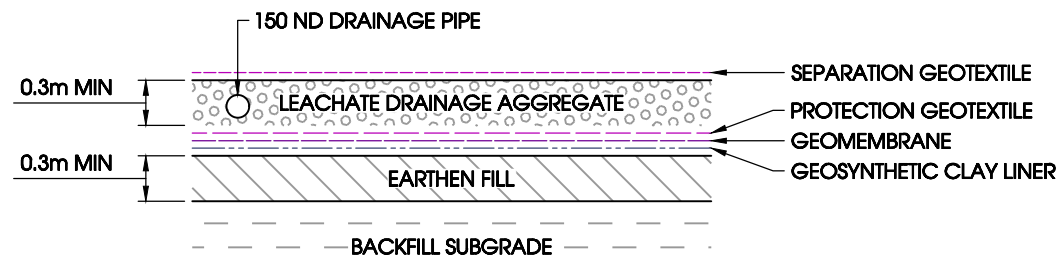 150 ND DRAINAGE PIPE
0.3m MIN
SEPARATION GEOTEXTILE
LEACHATE DRAINAGE AGGREGATE
PROTECTION GEOTEXTILE
GEOMEMBRANE
0.3m MIN
GEOSYNTHETIC CLAY LINER
EARTHEN FILL
BACKFILL SUBGRADE